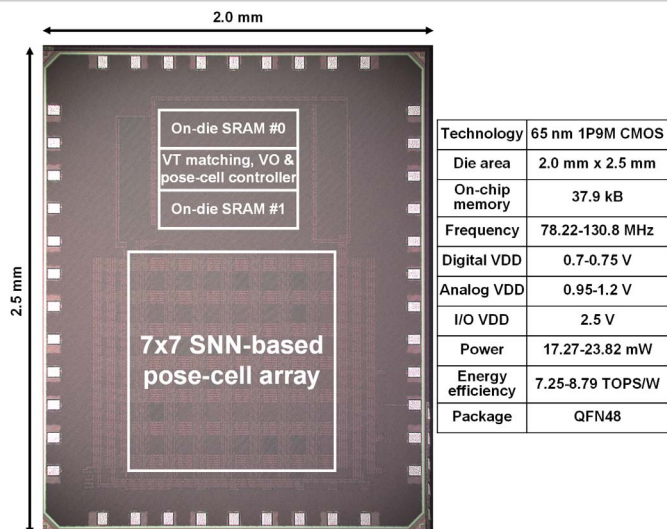 2.0 mm
2.5 mm
On-die SRAM #0
VT matching, VO &
pose-cell controller
On-die SRAM #1
7x7 SNN-based
pose-cell array
Technology 65 nm 1P9M CMOS
Die area 2.0 mm x 2.5 mm
On-chip
memory 37.9 kB
Frequency 78.22-130.8 MHz
Digital VDD 0.7-0.75 V
Analog VDD 0.95-1.2 V
I/O VDD 2.5 V
Power 17.27-23.82 mW
Energy
efficiency 7.25-8.79 TOPS/W
Package QFN48